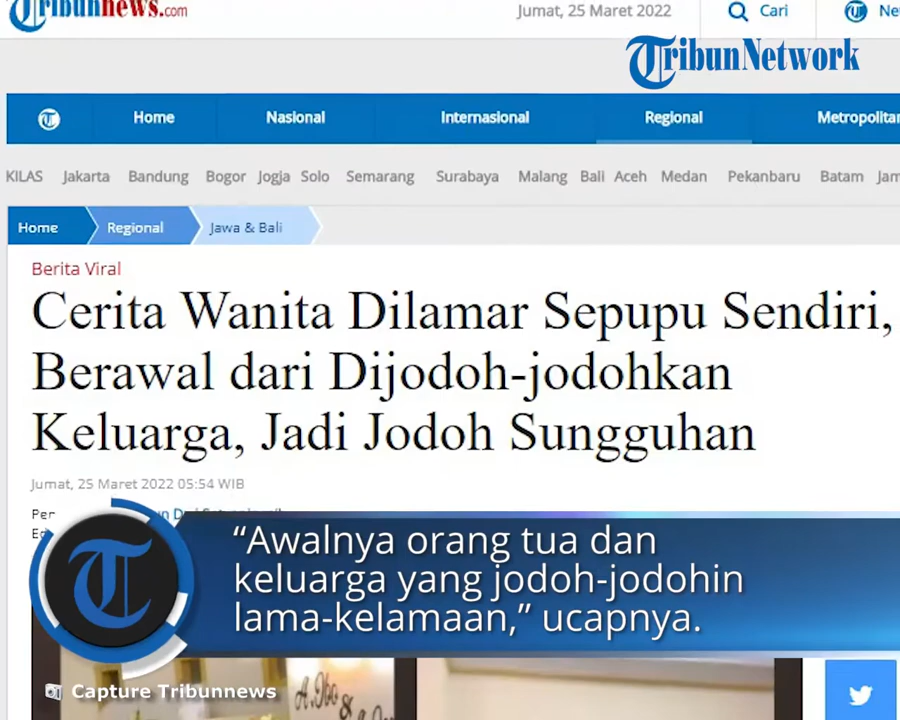 Tribunnews.com
Jumat, 25 Maret 2022
Cari
TribunNetwork
Home Nasional Internasional Regional
KILAS Jakarta Bandung Bogor Jogja Solo Semarang Surabaya Malang Bali Aceh Medan Pekanbaru Batam
Home Regional Jawa & Bali
Berita Viral
Cerita Wanita Dilamar Sepupu Sendiri,
Berawal dari Dijodoh-jodohkan
Keluarga, Jadi Jodoh Sungguhan
Jumat, 25 Maret 2022 05:54 WIB
“Awalnya orang tua dan
keluarga yang jodoh-jodohin
lama-kelamaan,” ucapnya.
Capture Tribunnews